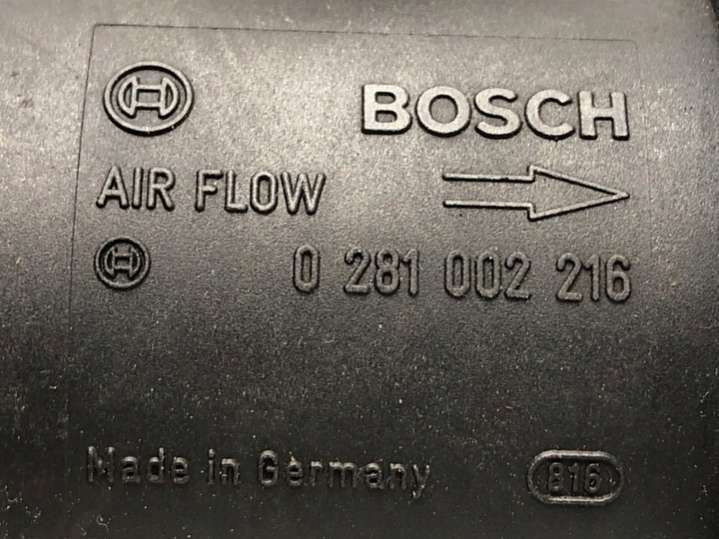 BOSCH
AIR FLOW
0 281 002 216
Made in Germany
816